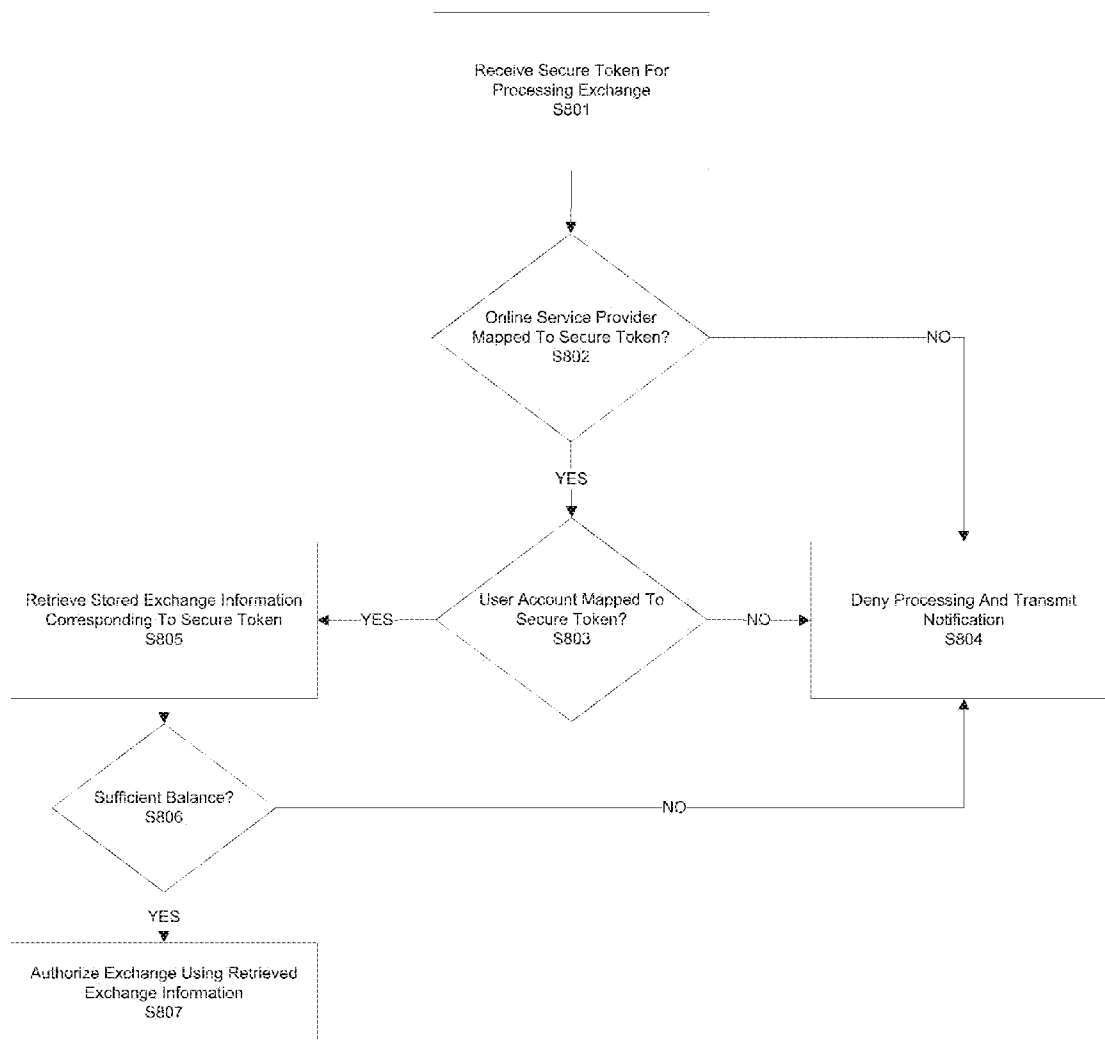 Receive Secure Token For
Processing Exchange
S801
Online Service Provider
Mapped To Secure Token?
S802
NO
YES
User Account Mapped To
Secure Token?
S803
YES
NO
Retrieve Stored Exchange Information
Corresponding To Secure Token
S805
Deny Processing And Transmit
Notification
S804
Sufficient Balance?
S806
NO
YES
Authorize Exchange Using Retrieved
Exchange Information
S807